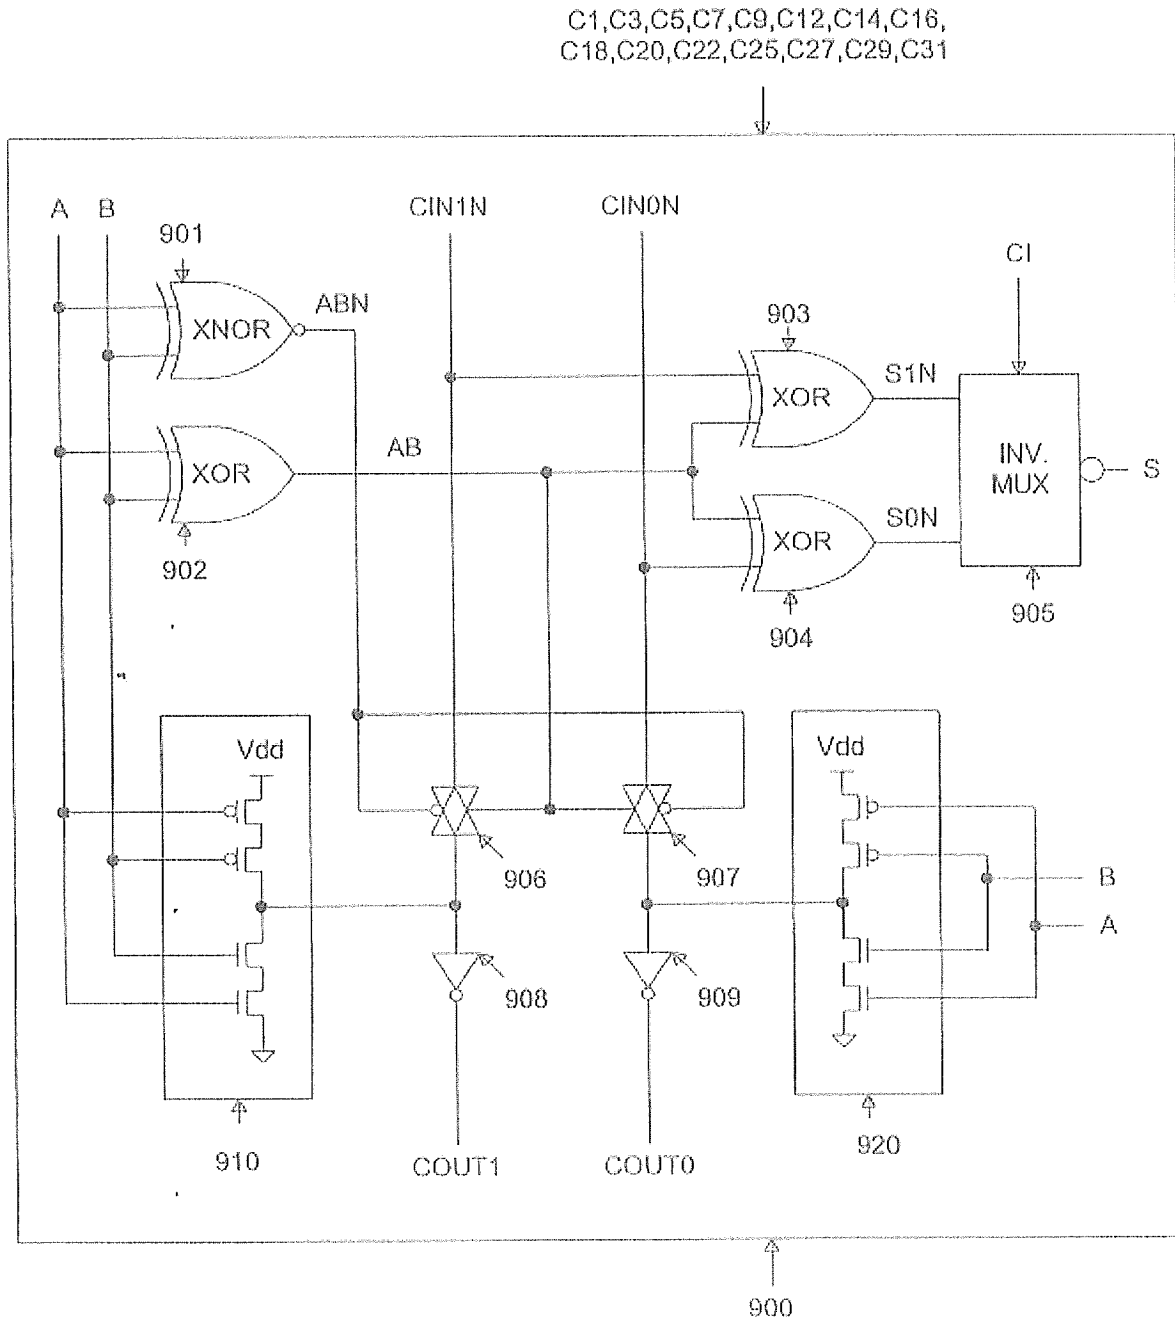 C1,C3,C5,C7,C9,C12,C14,C16,
C18,C20,C22,C25,C27,C29,C31
A
B
CIN1N
CIN0N
901
CI
ABN
XNOR
903
S1N
XOR
AB
XOR
INV.
MUX
S
S0N
XOR
902
905
904
Vdd
Vdd
906
907
B
A
908
909
910
COUT1
COUT0
920
900